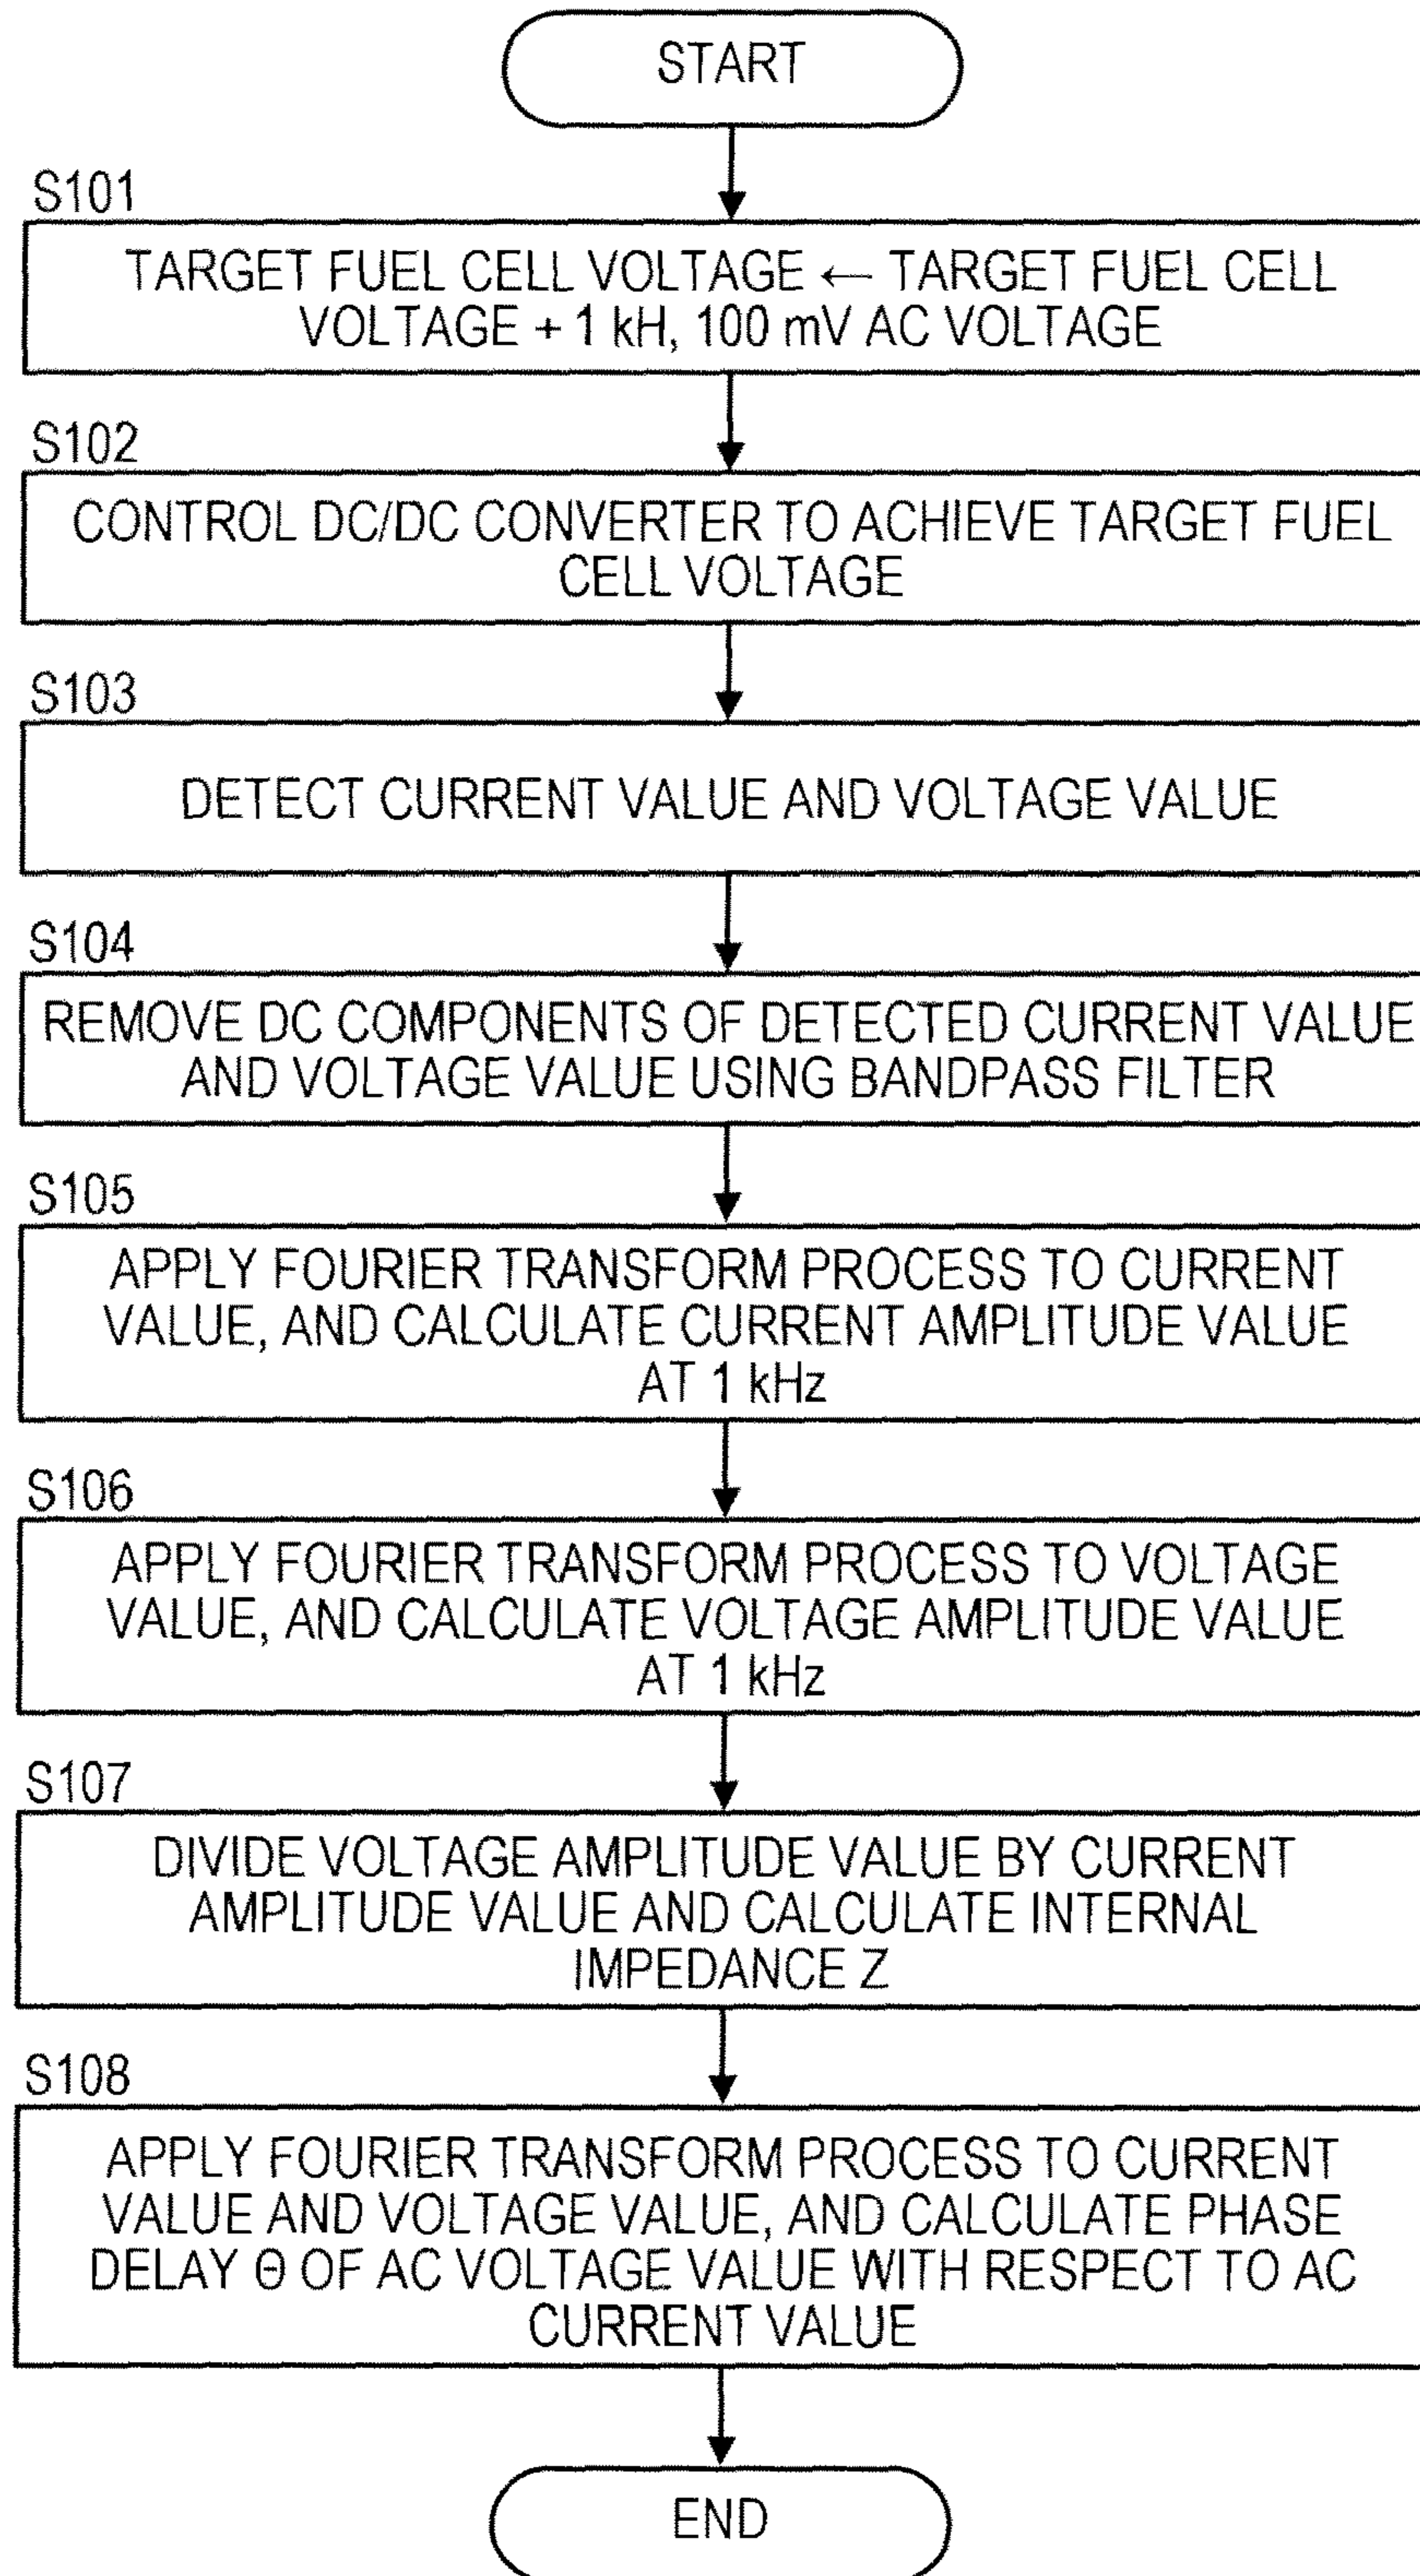 START
S101
TARGET FUEL CELL VOLTAGE ← TARGET FUEL CELL
VOLTAGE + 1 kH, 100 mV AC VOLTAGE
S102
CONTROL DC/DC CONVERTER TO ACHIEVE TARGET FUEL
CELL VOLTAGE
S103
DETECT CURRENT VALUE AND VOLTAGE VALUE
S104
REMOVE DC COMPONENTS OF DETECTED CURRENT VALUE
AND VOLTAGE VALUE USING BANDPASS FILTER
S105
APPLY FOURIER TRANSFORM PROCESS TO CURRENT
VALUE, AND CALCULATE CURRENT AMPLITUDE VALUE
AT 1 kHz
S106
APPLY FOURIER TRANSFORM PROCESS TO VOLTAGE
VALUE, AND CALCULATE VOLTAGE AMPLITUDE VALUE
AT 1 kHz
S107
DIVIDE VOLTAGE AMPLITUDE VALUE BY CURRENT
AMPLITUDE VALUE AND CALCULATE INTERNAL
IMPEDANCE Z
S108
APPLY FOURIER TRANSFORM PROCESS TO CURRENT
VALUE AND VOLTAGE VALUE, AND CALCULATE PHASE
DELAY Θ OF AC VOLTAGE VALUE WITH RESPECT TO AC
CURRENT VALUE
END